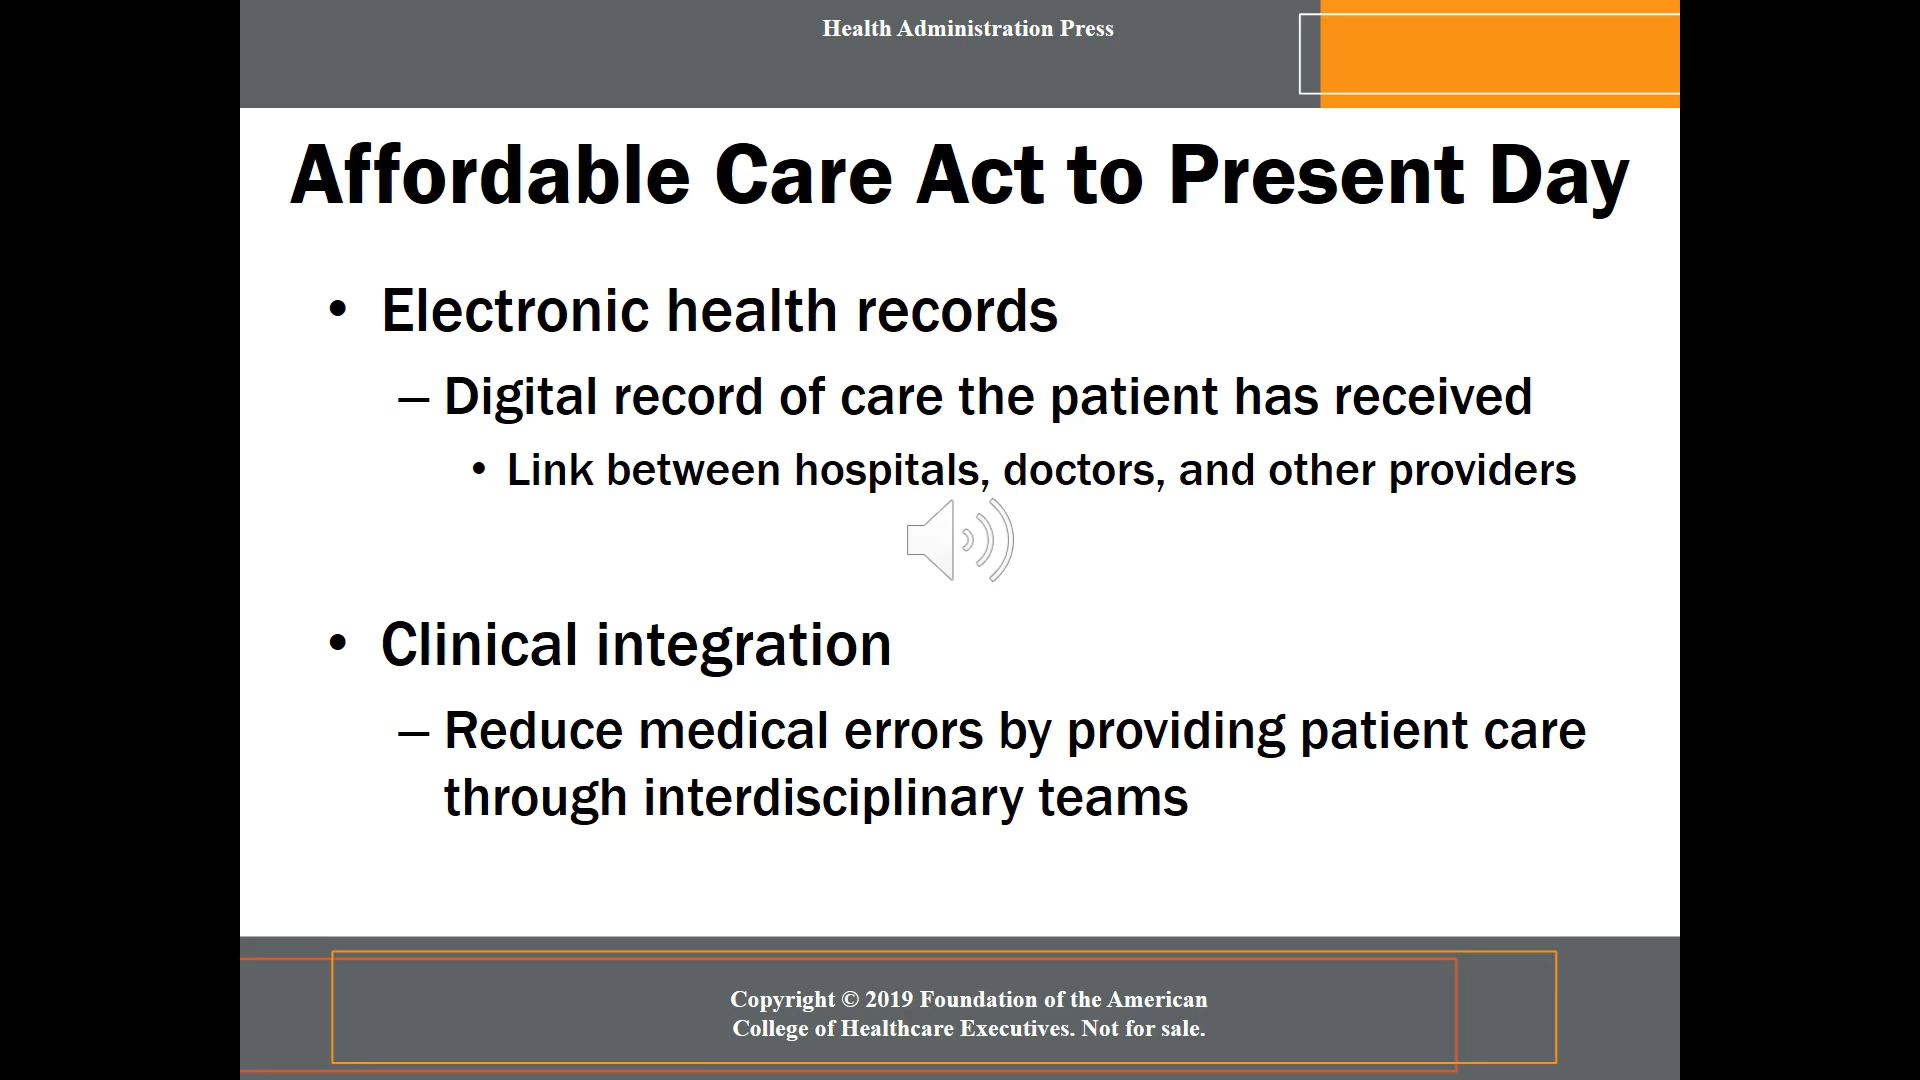 Health Administration Press
Affordable Care Act to Present Day
• Electronic health records
– Digital record of care the patient has received
• Link between hospitals, doctors, and other providers
• Clinical integration
– Reduce medical errors by providing patient care
through interdisciplinary teams
Copyright © 2019 Foundation of the American
College of Healthcare Executives. Not for sale.